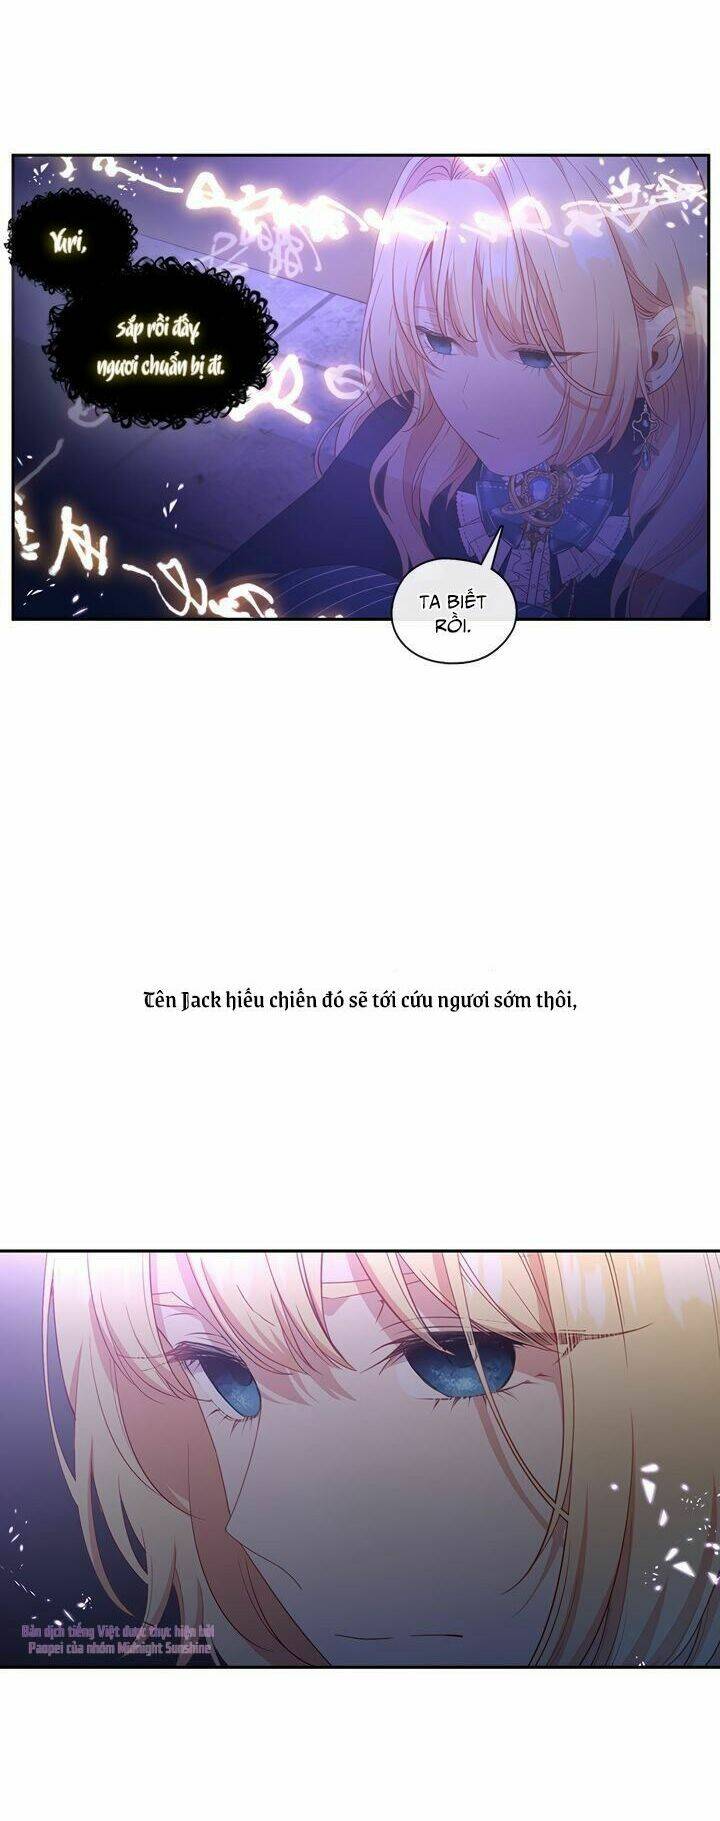 Yuri,
sắp rồi đấy,
ngươi chuẩn bị đi.
TA BIẾT
RỒI.
Tên Jack hiếu chiến đó sẽ tới cứu ngươi sớm thôi,
Bản dịch tiếng Việt được thực hiện bởi
Paopei của nhóm Midnight Sunshine